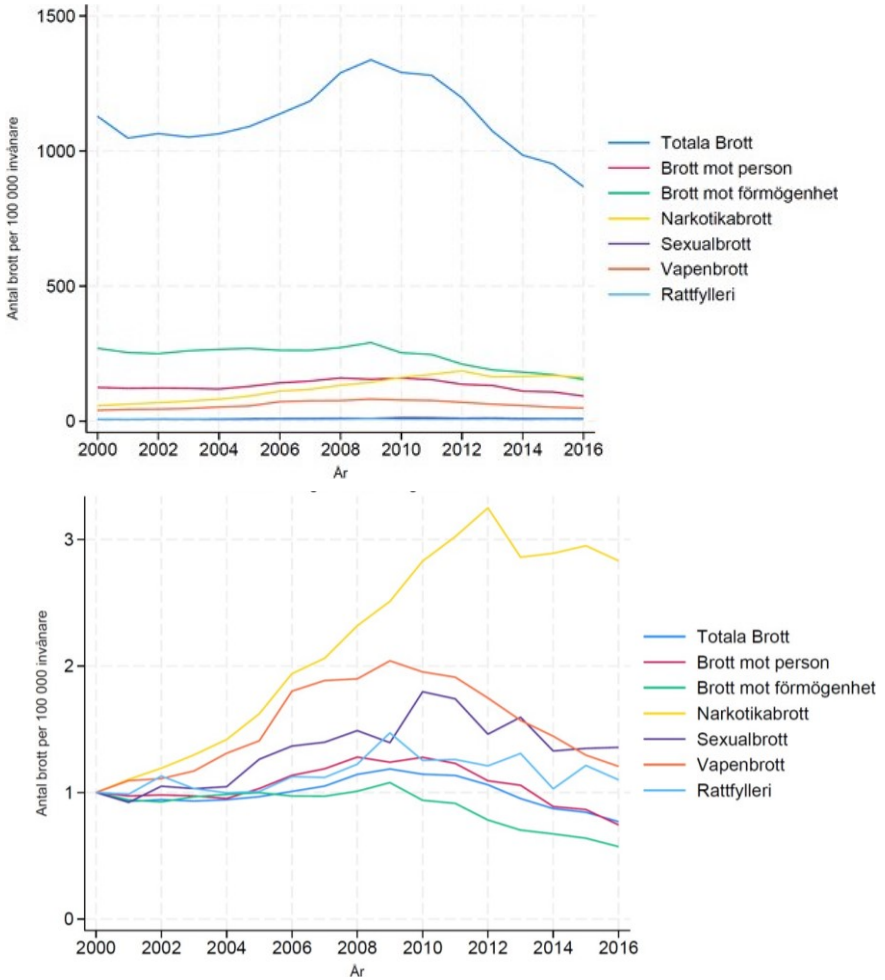 1500
1000
500
0
Antal brott per 100 000 invånare
2000 2002 2004 2006 2008 2010 2012 2014 2016
År
Totala Brott
Brott mot person
Brott mot förmögenhet
Narkotikabrott
Sexualbrott
Vapenbrott
Rattfylleri
3
2
1
0
Antal brott per 100 000 invånare
2000 2002 2004 2006 2008 2010 2012 2014 2016
År
Totala Brott
Brott mot person
Brott mot förmögenhet
Narkotikabrott
Sexualbrott
Vapenbrott
Rattfylleri